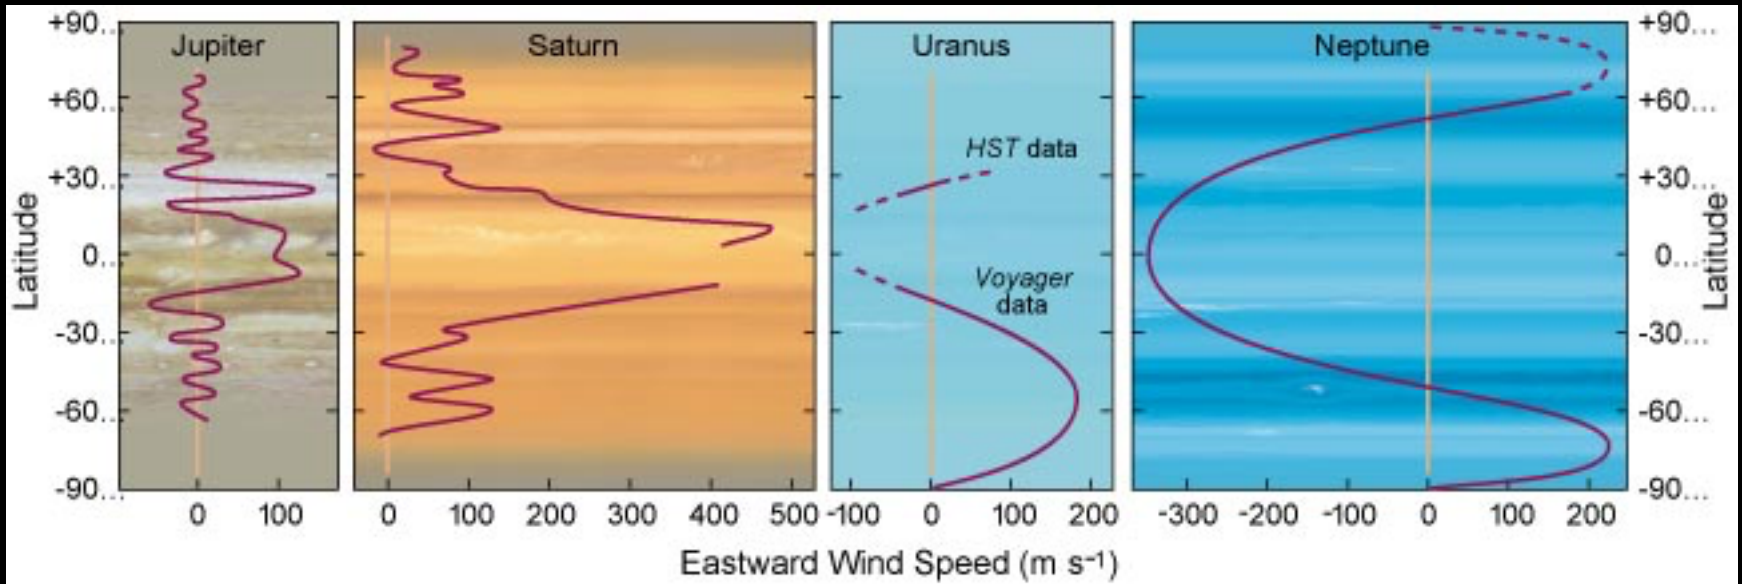 Jupiter
Saturn
Uranus
Neptune
+90...
+60...
+30...
0...
-30...
-60...
-90...
Latitude
HST data
Voyager
data
+90...
+60...
+30...
0...
-30...
-60...
-90...
Latitude
0 100
0 100 200 300 400 500
-100 0 100 200
-300 -200 -100 0 100 200
Eastward Wind Speed (m s⁻¹)